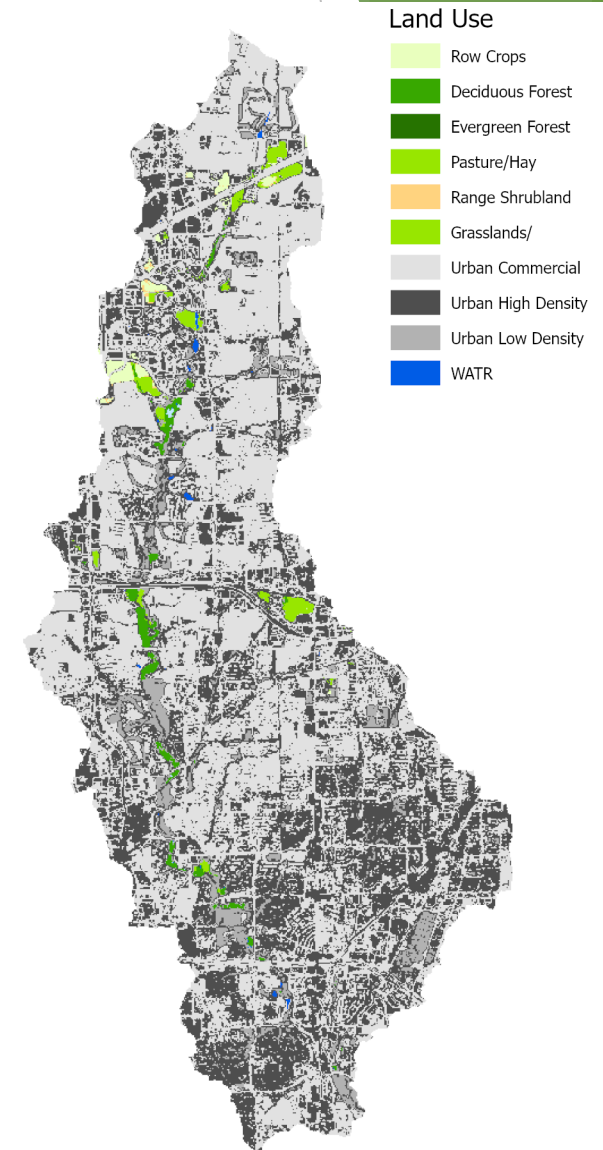 Land Use
Row Crops
Deciduous Forest
Evergreen Forest
Pasture/Hay
Range Shrubland
Grasslands/
Urban Commercial
Urban High Density
Urban Low Density
WATR